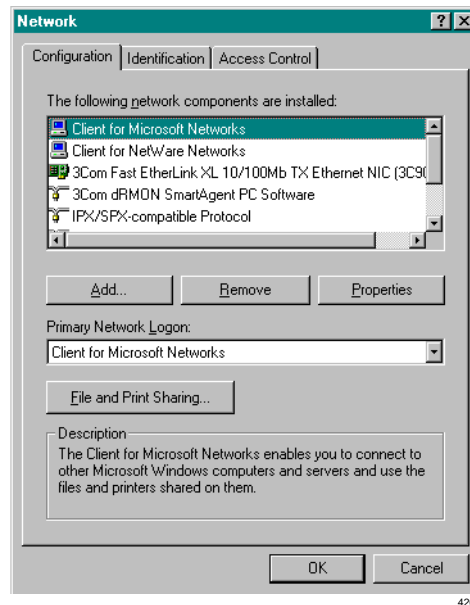 Network
Configuration Identification Access Control
The following network components are installed:
Client for Microsoft Networks
Client for NetWare Networks
3Com Fast EtherLink XL 10/100Mb TX Ethernet NIC (3C90
3Com dRMON SmartAgent PC Software
IPX/SPX-compatible Protocol
Add... Remove Properties
Primary Network Logon:
Client for Microsoft Networks
File and Print Sharing...
Description
The Client for Microsoft Networks enables you to connect to
other Microsoft Windows computers and servers and use the
files and printers shared on them.
OK Cancel
42